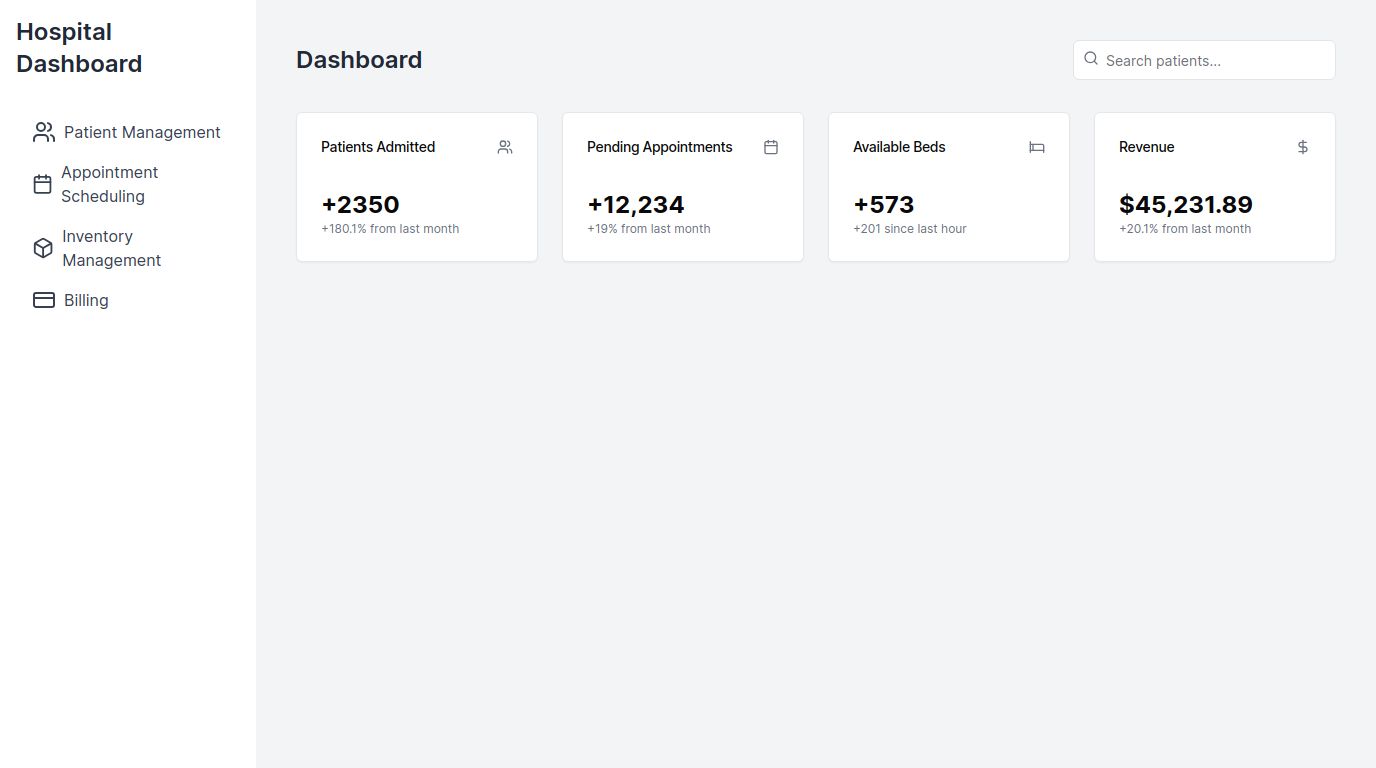 Hospital
Dashboard
Patient Management
Appointment
Scheduling
Inventory
Management
Billing
Dashboard
Search patients...
Patients Admitted
+2350
+180.1% from last month
Pending Appointments
+12,234
+19% from last month
Available Beds
+573
+201 since last hour
Revenue
$45,231.89
+20.1% from last month